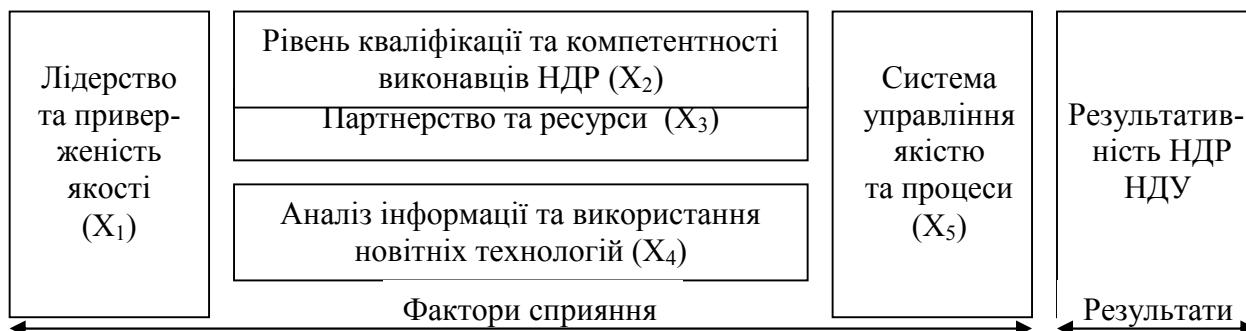 Лідерство
та привер-
женість
якості
(X₁)
Рівень кваліфікації та компетентності
виконавців НДР (X₂)
Партнерство та ресурси (X₃)
Аналіз інформації та використання
новітніх технологій (X₄)
Система
управління
якістю
та процеси
(X₅)
Результатив-
ність НДР
НДУ
Фактори сприяння
Результати